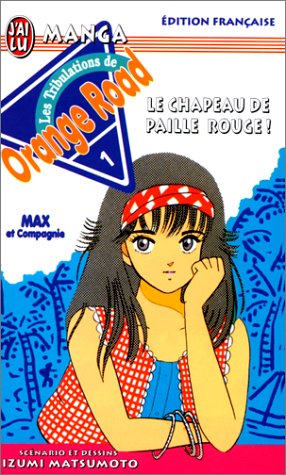 J'AI
LU
MANGA
ÉDITION FRANÇAISE
Les Tribulations de
Orange Road
1
LE CHAPEAU DE
PAILLE ROUGE!
MAX
et Compagnie
SCENARIO ET DESSINS
IZUMI MATSUMOTO